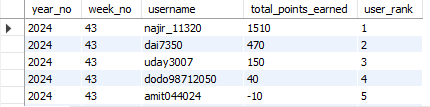 year_no week_no username total_points_earned user_rank
2024 43 najir_11320 1510 1
2024 43 dai7350 470 2
2024 43 uday3007 150 3
2024 43 dodo98712050 40 4
2024 43 amit044024 -10 5